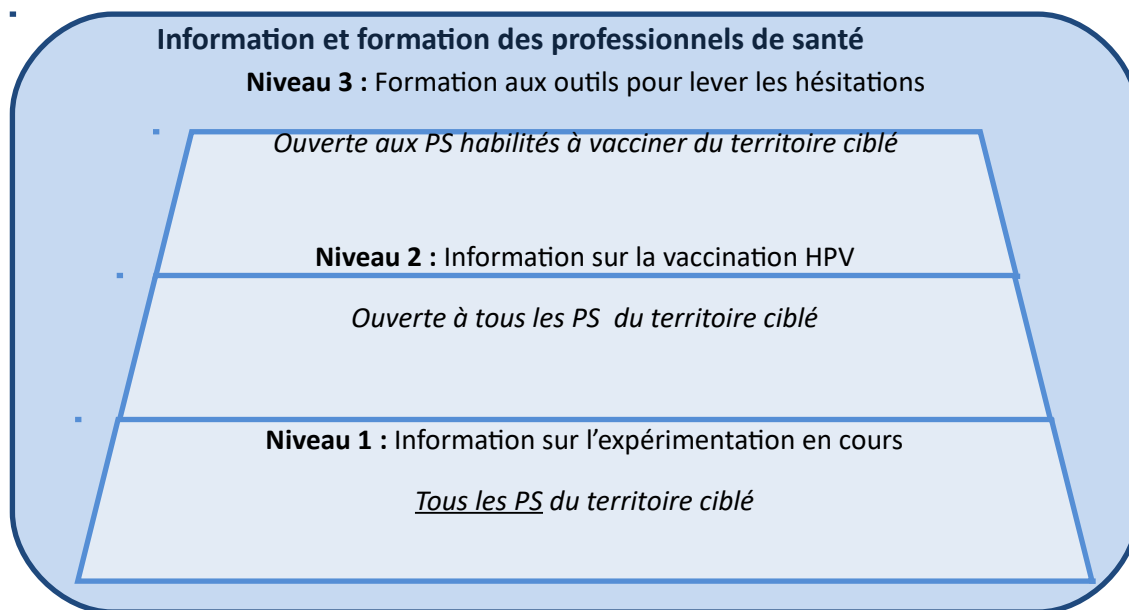 Information et formation des professionnels de santé
Niveau 3 : Formation aux outils pour lever les hésitations
Ouverte aux PS habilités à vacciner du territoire ciblé
Niveau 2 : Information sur la vaccination HPV
Ouverte à tous les PS  du territoire ciblé
Niveau 1 : Information sur l’expérimentation en cours
Tous les PS du territoire ciblé